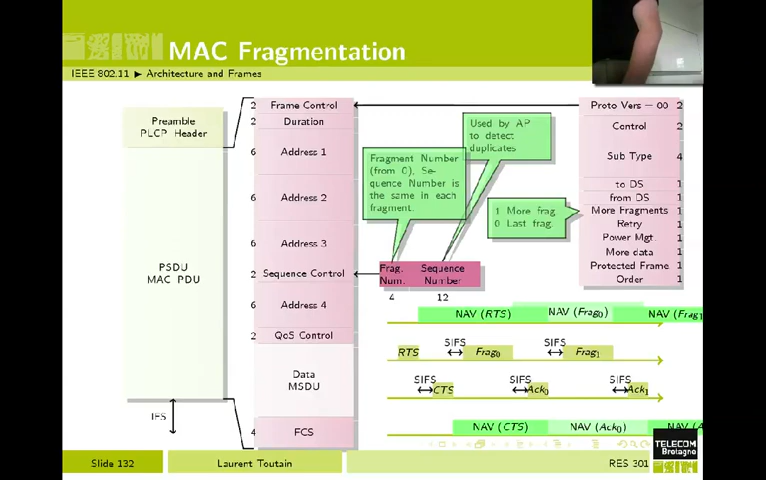 MAC Fragmentation
IEEE 802.11 ▶ Architecture and Frames
Preamble
PLCP Header
PSDU
MAC PDU
IFS
2 Frame Control
2 Duration
6 Address 1
6 Address 2
6 Address 3
2 Sequence Control
6 Address 4
2 QoS Control
Data
MSDU
4 FCS
Fragment Number
(from 0), Se-
quence Number is
the same in each
fragment.
Used by AP
to detect
duplicates
1 More frag
0 Last frag.
Frag. Sequence
Num. Number
4 12
Proto Vers = 00 2
Control 2
Sub Type 4
to DS 1
from DS 1
More Fragments 1
Retry 1
Power Mgt. 1
More data 1
Protected Frame 1
Order 1
NAV (RTS) NAV (Frag0) NAV (Frag1
SIFS SIFS
RTS Frag0 Frag1
SIFS SIFS SIFS
CTS Ack0 Ack1
NAV (CTS) NAV (Ack0) NAV (A
TELECOM
Bretagne
Slide 132 Laurent Toutain RES 301